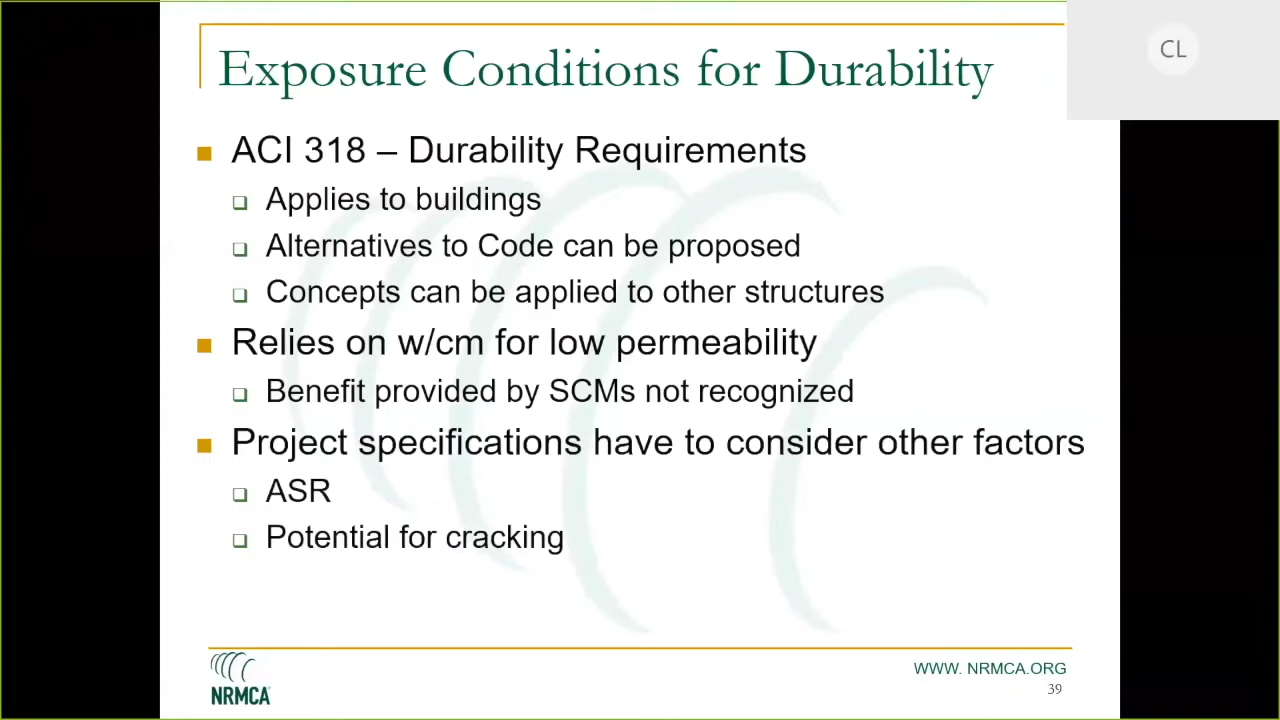 Exposure Conditions for Durability
CL
ACI 318 – Durability Requirements
Applies to buildings
Alternatives to Code can be proposed
Concepts can be applied to other structures
Relies on w/cm for low permeability
Benefit provided by SCMs not recognized
Project specifications have to consider other factors
ASR
Potential for cracking
NRMCA
WWW. NRMCA.ORG
39